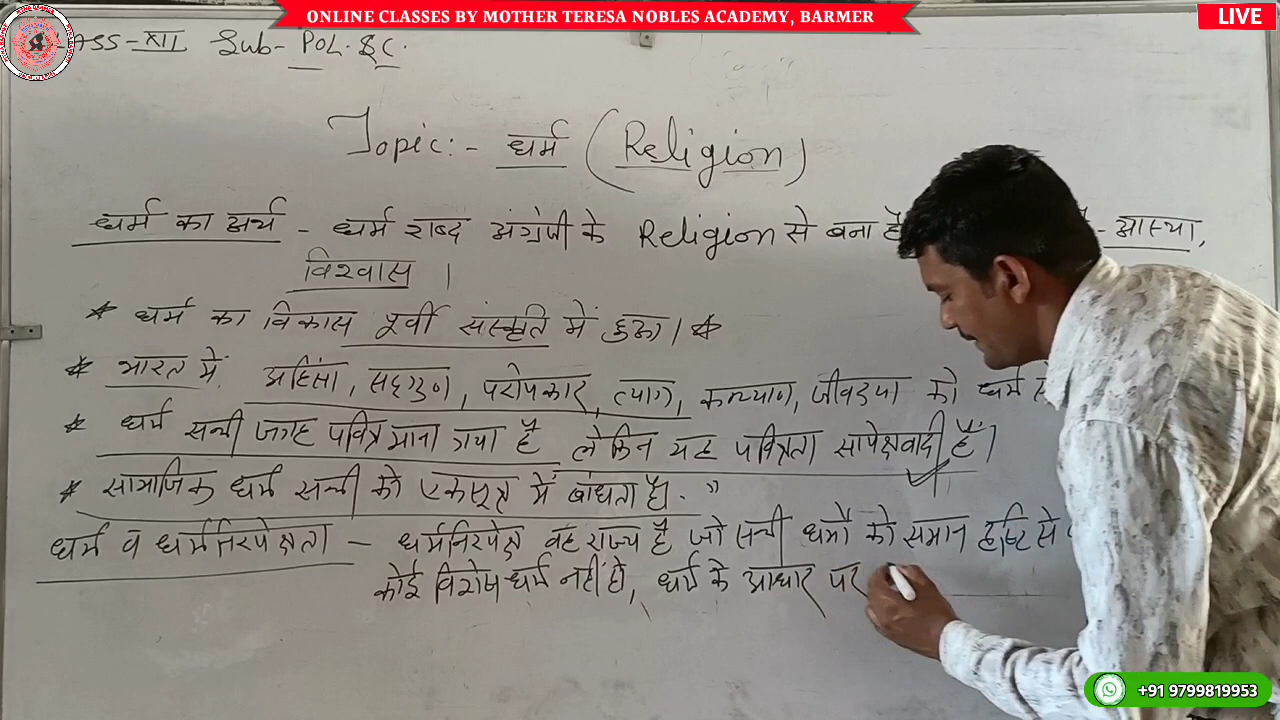 ONLINE CLASSES BY MOTHER TERESA NOBLES ACADEMY, BARMER
LIVE
ASS-XII Sub- POL. SC.
Topic:- धर्म (Religion)
धर्म का अर्थ - धर्म शब्द अंग्रेजी के Religion से बना है - आस्था,
विश्वास ।
* धर्म का विकास पूर्वी संस्कृति में हुआ। *
* भारत में अहिंसा, सद्गुण, परोपकार, त्याग, कल्याण, जीवदया को धर्म
* धर्म सभी जगह पवित्र माना गया है लेकिन यह पवित्रता सापेक्षवादी है।
* सामाजिक धर्म सभी को एकसूत्र में बांधता है। "
धर्म व धर्मनिरपेक्षता - धर्मनिरपेक्ष वह राज्य है जो सभी धर्मों को समान दृष्टि से
कोई विशेष धर्म नहीं हो, धर्म के आधार पर
+91 9799819953